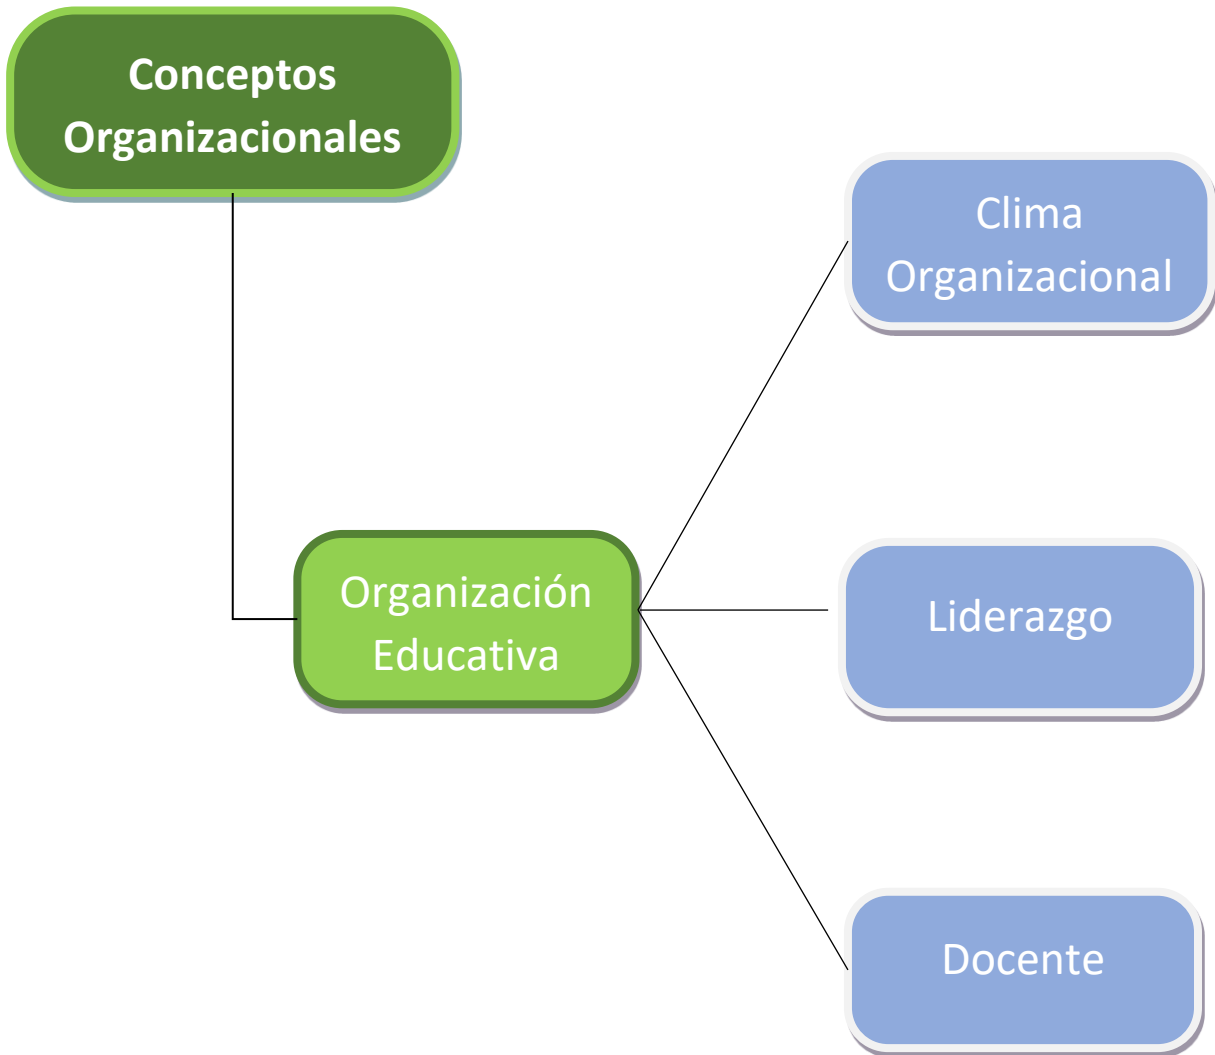 Conceptos
Organizacionales
Clima
Organizacional
Organización
Educativa
Liderazgo
Docente